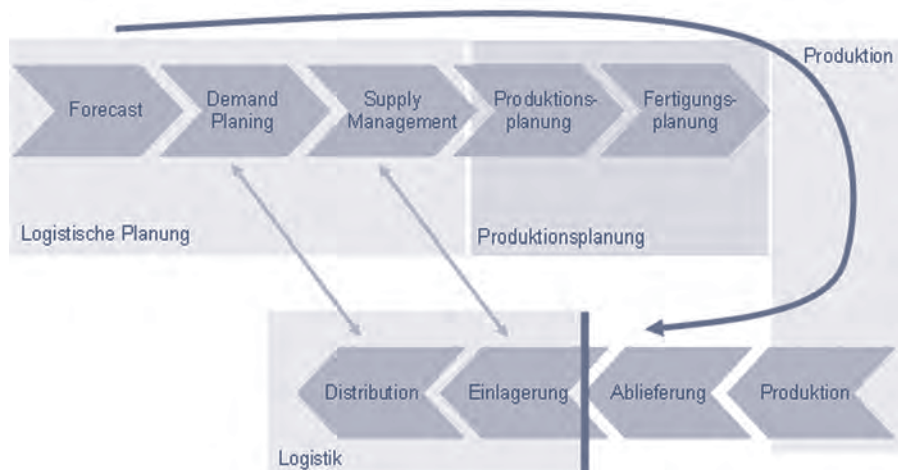 Produktion
Forecast
Demand
Planing
Supply
Management
Produktions-
planung
Fertigungs-
planung
Logistische Planung
Produktionsplanung
Distribution
Einlagerung
Ablieferung
Produktion
Logistik